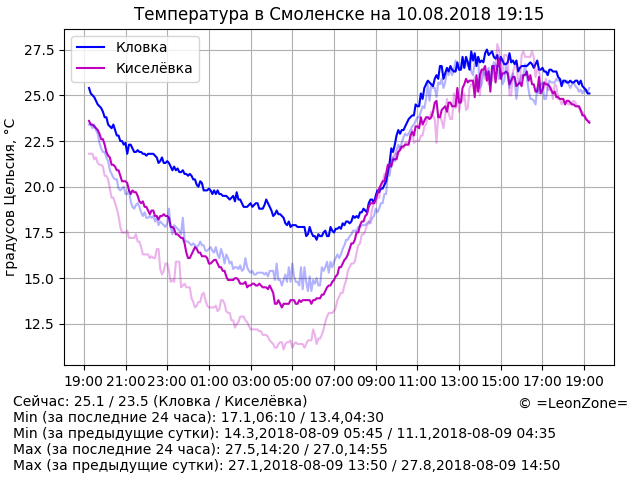 Температура в Смоленске на 10.08.2018 19:15
Кловка
Киселёвка
градусов Цельсия, °C
27.5
25.0
22.5
20.0
17.5
15.0
12.5
19:00 21:00 23:00 01:00 03:00 05:00 07:00 09:00 11:00 13:00 15:00 17:00 19:00
Сейчас: 25.1 / 23.5 (Кловка / Киселёвка)
© =LeonZone=
Min (за последние 24 часа): 17.1,06:10 / 13.4,04:30
Min (за предыдущие сутки): 14.3,2018-08-09 05:45 / 11.1,2018-08-09 04:35
Max (за последние 24 часа): 27.5,14:20 / 27.0,14:55
Max (за предыдущие сутки): 27.1,2018-08-09 13:50 / 27.8,2018-08-09 14:50